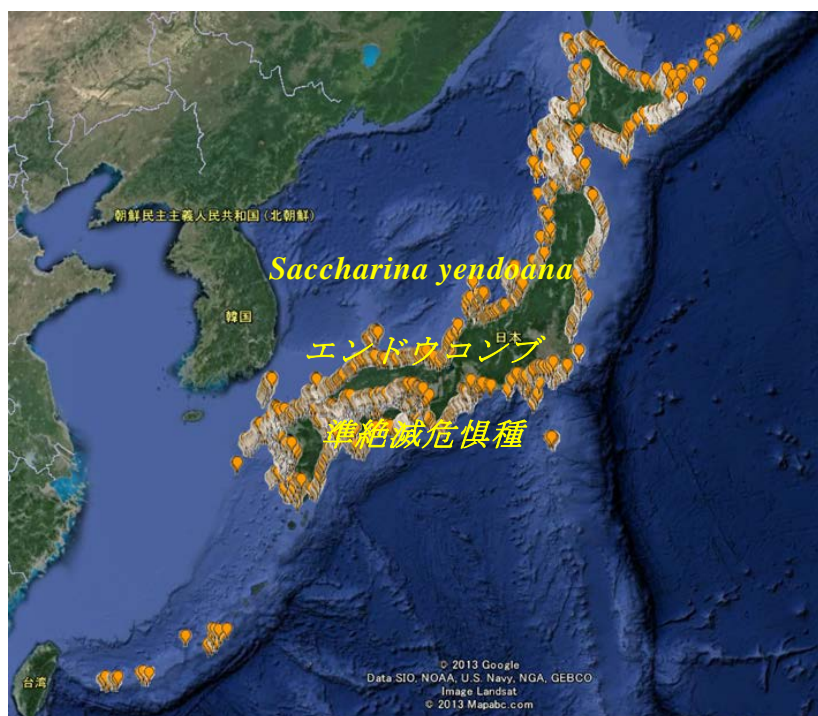 朝鮮民主主義人民共和国(北朝鮮)
Saccharina yendoana
韓国
日本
エンドウコンブ
準絶滅危惧種
台湾
© 2013 Google
Data SIO, NOAA, U.S. Navy, NGA, GEBCO
Image Landsat
© 2013 Mapabc.com